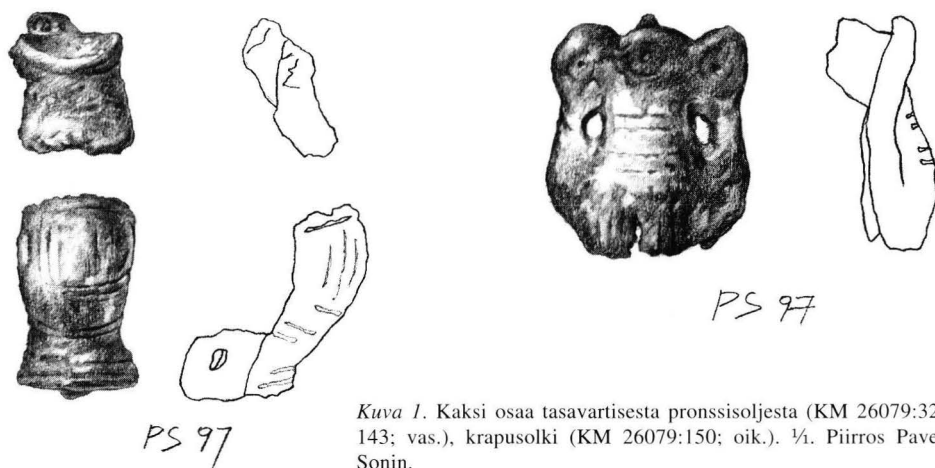 PS 97
PS 97
Kuva 1. Kaksi osaa tasavartisesta pronssisoljesta (KM 26079:32
143; vas.), krapusolki (KM 26079:150; oik.). ⅟₁. Piirros Pave
Sonin.